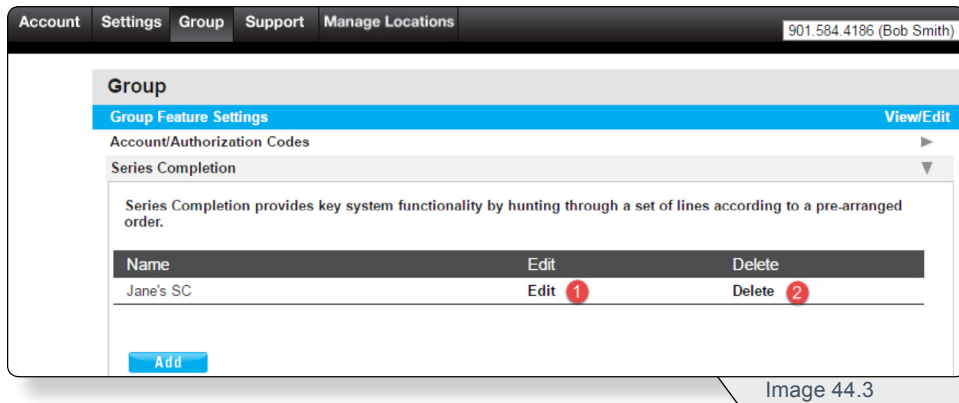 Account Settings Group Support Manage Locations
901.584.4186 (Bob Smith)
Group
Group Feature Settings View/Edit
Account/Authorization Codes
Series Completion
Series Completion provides key system functionality by hunting through a set of lines according to a pre-arranged
order.
Name Edit Delete
Jane's SC Edit 1 Delete 2
Add
Image 44.3